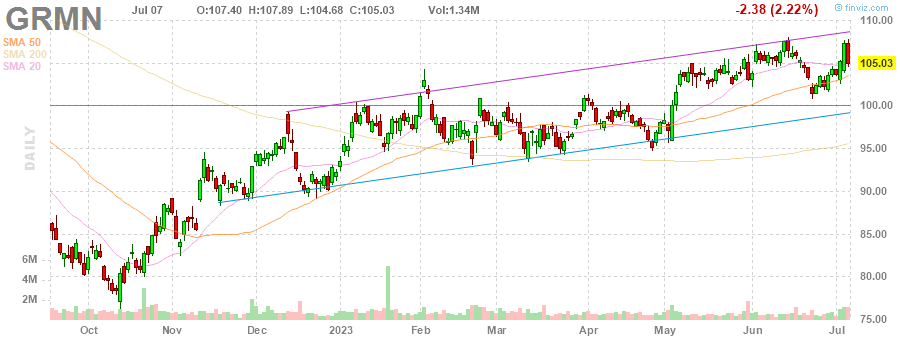 GRMN
Jul 07 O:107.40 H:107.89 L:104.68 C:105.03 Vol:1.34M -2.38 (2.22%)
© finviz.com
SMA 50
SMA 200
SMA 20
DAILY
110.00
105.03
100.00
95.00
90.00
85.00
80.00
75.00
6M
4M
2M
Oct Nov Dec 2023 Feb Mar Apr May Jun Jul